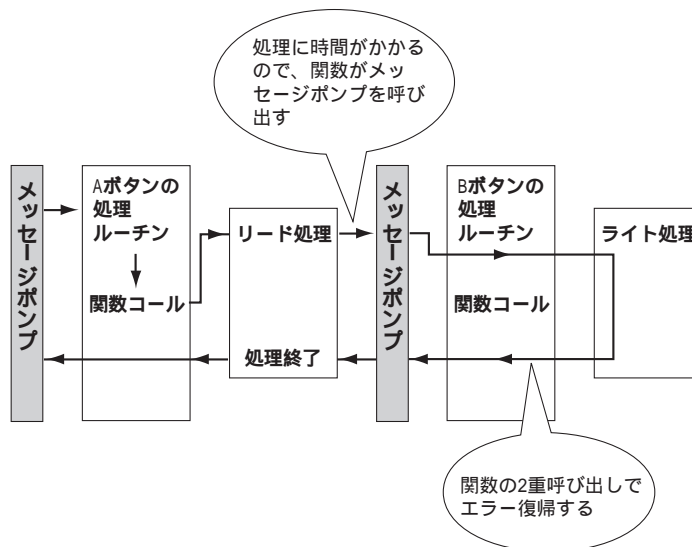 処理に時間がかかる
ので、関数がメッ
セージポンプを呼び
出す
メッセージポンプ
Aボタンの
処理
ルーチン
関数コール
リード処理
処理終了
メッセージポンプ
Bボタンの
処理
ルーチン
関数コール
ライト処理
関数の2重呼び出しで
エラー復帰する